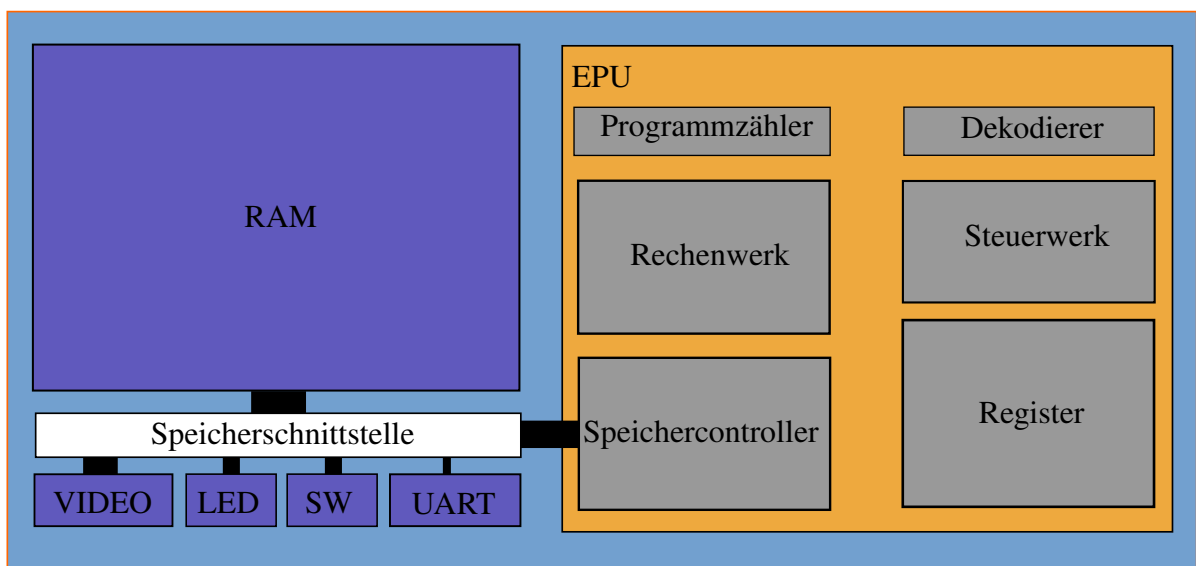 EPU
Programmzähler
Dekodierer
RAM
Rechenwerk
Steuerwerk
Speicherschnittstelle
Speichercontroller
Register
VIDEO
LED
SW
UART